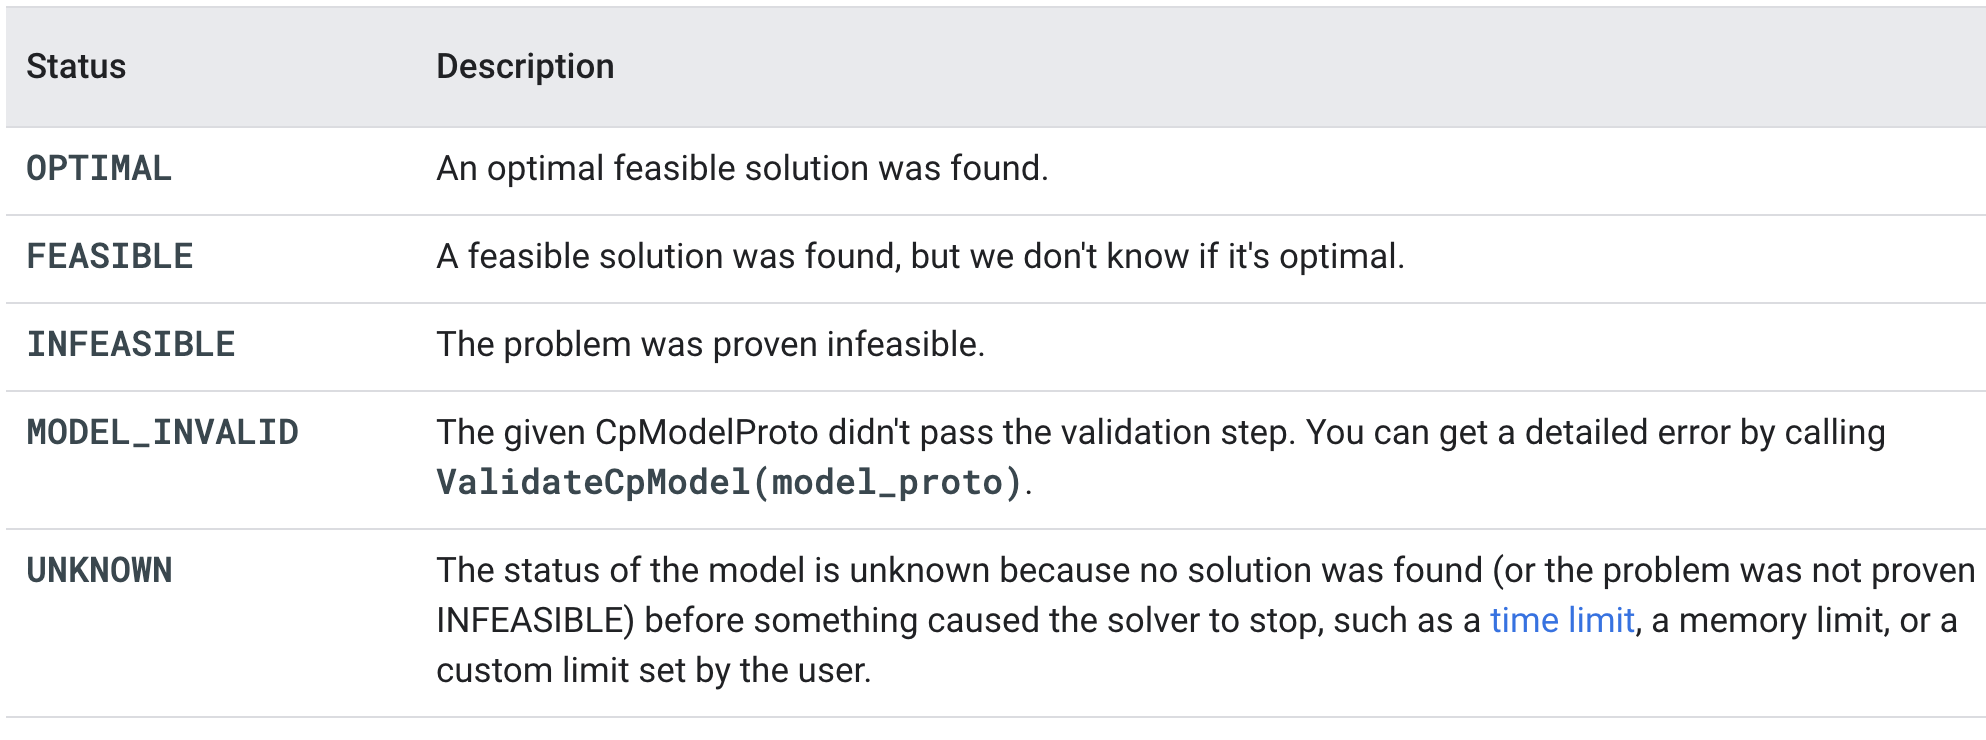 Status Description
OPTIMAL An optimal feasible solution was found.
FEASIBLE A feasible solution was found, but we don't know if it's optimal.
INFEASIBLE The problem was proven infeasible.
MODEL_INVALID The given CpModelProto didn't pass the validation step. You can get a detailed error by calling
ValidateCpModel(model_proto).
UNKNOWN The status of the model is unknown because no solution was found (or the problem was not proven
INFEASIBLE) before something caused the solver to stop, such as a time limit, a memory limit, or a
custom limit set by the user.